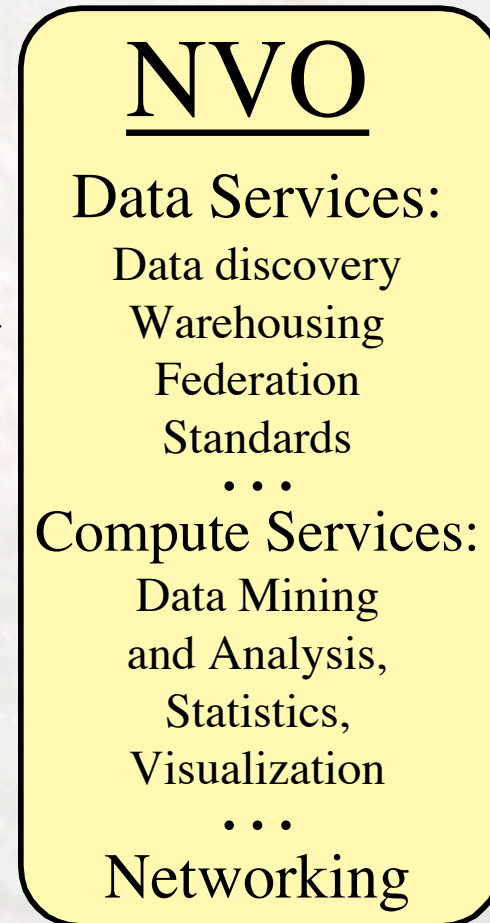 NVO
Data Services:
Data discovery
Warehousing
Federation
Standards
...
Compute Services:
Data Mining
and Analysis,
Statistics,
Visualization
...
Networking